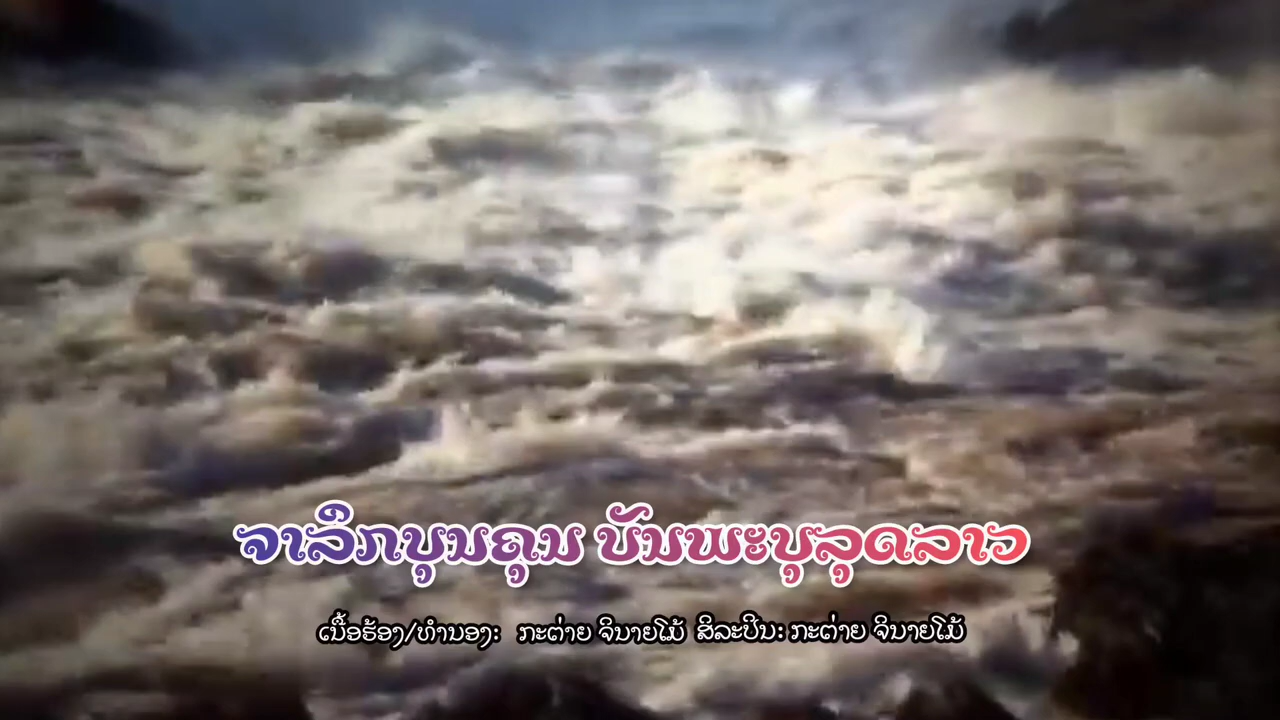 ຈາລຶກບຸນຄຸນ ບັນພະບຸລຸດລາວ
ເນື້ອຮ້ອງ/ທຳນອງ: ກະຕ່າຍ ຈິນາຍໂມ້ ສິລະປິນ: ກະຕ່າຍ ຈິນາຍໂມ້